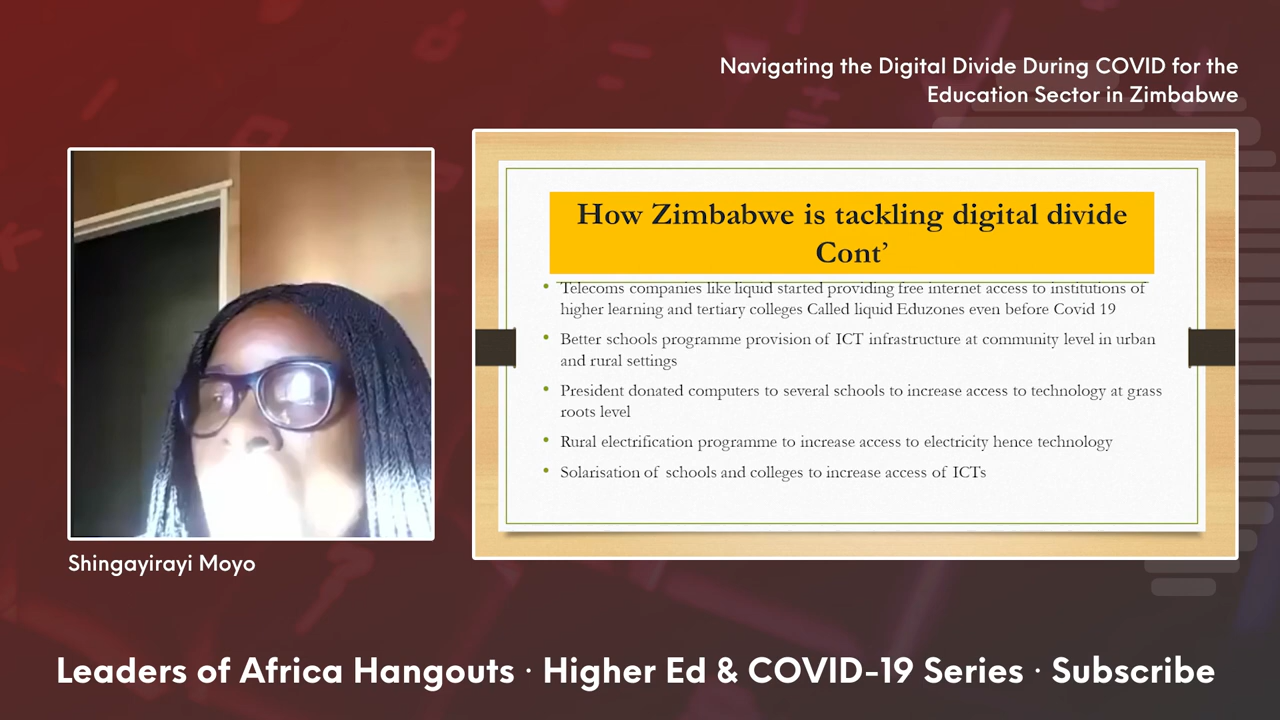 Navigating the Digital Divide During COVID for the
Education Sector in Zimbabwe
How Zimbabwe is tackling digital divide
Cont’
• Telecoms companies like liquid started providing free internet access to institutions of
higher learning and tertiary colleges Called liquid Eduzones even before Covid 19
• Better schools programme provision of ICT infrastructure at community level in urban
and rural settings
• President donated computers to several schools to increase access to technology at grass
roots level
• Rural electrification programme to increase access to electricity hence technology
• Solarisation of schools and colleges to increase access of ICTs
Shingayirayi Moyo
Leaders of Africa Hangouts · Higher Ed & COVID-19 Series · Subscribe